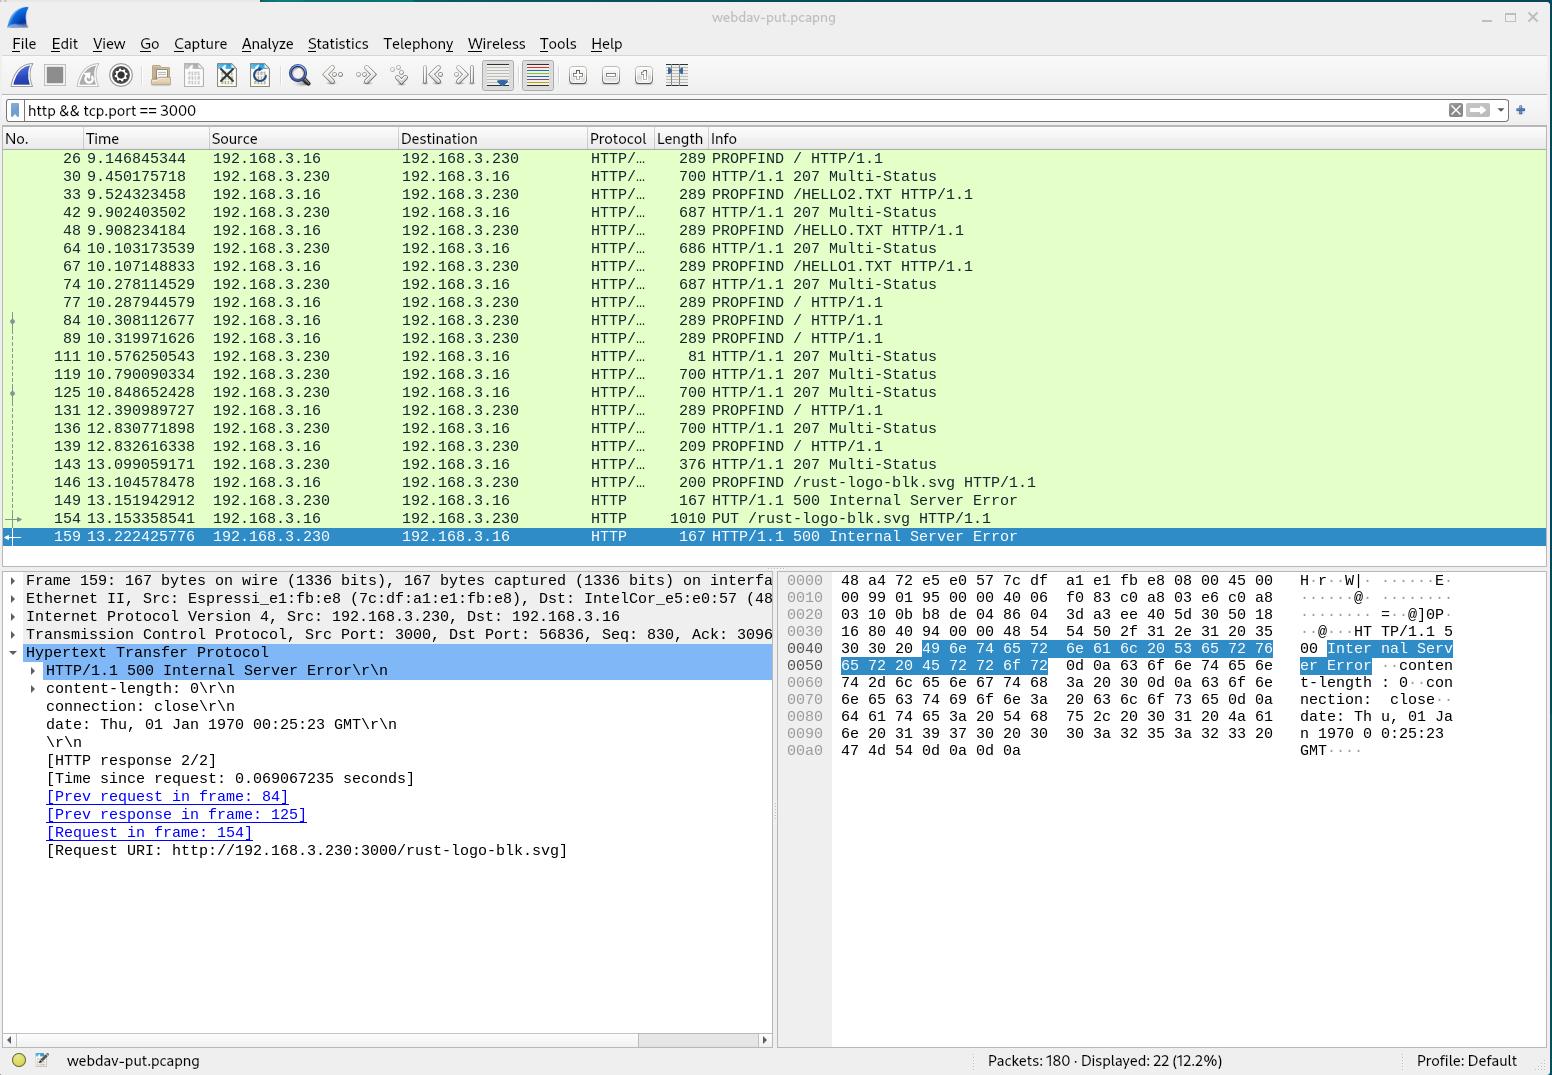 webdav-put.pcapng
File Edit View Go Capture Analyze Statistics Telephony Wireless Tools Help
http && tcp.port == 3000
No. Time Source Destination Protocol Length Info
26 9.146845344 192.168.3.16 192.168.3.230 HTTP/… 289 PROPFIND / HTTP/1.1
30 9.450175718 192.168.3.230 192.168.3.16 HTTP/… 700 HTTP/1.1 207 Multi-Status
33 9.524323458 192.168.3.16 192.168.3.230 HTTP/… 289 PROPFIND /HELLO2.TXT HTTP/1.1
42 9.902403502 192.168.3.230 192.168.3.16 HTTP/… 687 HTTP/1.1 207 Multi-Status
48 9.908234184 192.168.3.16 192.168.3.230 HTTP/… 289 PROPFIND /HELLO.TXT HTTP/1.1
64 10.103173539 192.168.3.230 192.168.3.16 HTTP/… 686 HTTP/1.1 207 Multi-Status
67 10.107148833 192.168.3.16 192.168.3.230 HTTP/… 289 PROPFIND /HELLO1.TXT HTTP/1.1
74 10.278114529 192.168.3.230 192.168.3.16 HTTP/… 687 HTTP/1.1 207 Multi-Status
77 10.287944579 192.168.3.16 192.168.3.230 HTTP/… 289 PROPFIND / HTTP/1.1
84 10.308112677 192.168.3.16 192.168.3.230 HTTP/… 289 PROPFIND / HTTP/1.1
89 10.319971626 192.168.3.16 192.168.3.230 HTTP/… 289 PROPFIND / HTTP/1.1
111 10.576250543 192.168.3.230 192.168.3.16 HTTP/… 81 HTTP/1.1 207 Multi-Status
119 10.790090334 192.168.3.230 192.168.3.16 HTTP/… 700 HTTP/1.1 207 Multi-Status
125 10.848652428 192.168.3.230 192.168.3.16 HTTP/… 700 HTTP/1.1 207 Multi-Status
131 12.390989727 192.168.3.16 192.168.3.230 HTTP/… 289 PROPFIND / HTTP/1.1
136 12.830771898 192.168.3.230 192.168.3.16 HTTP/… 700 HTTP/1.1 207 Multi-Status
139 12.832616338 192.168.3.16 192.168.3.230 HTTP/… 209 PROPFIND / HTTP/1.1
143 13.099059171 192.168.3.230 192.168.3.16 HTTP/… 376 HTTP/1.1 207 Multi-Status
146 13.104578478 192.168.3.16 192.168.3.230 HTTP/… 200 PROPFIND /rust-logo-blk.svg HTTP/1.1
149 13.151942912 192.168.3.230 192.168.3.16 HTTP 167 HTTP/1.1 500 Internal Server Error
154 13.153358541 192.168.3.16 192.168.3.230 HTTP 1010 PUT /rust-logo-blk.svg HTTP/1.1
159 13.222425776 192.168.3.230 192.168.3.16 HTTP 167 HTTP/1.1 500 Internal Server Error
Frame 159: 167 bytes on wire (1336 bits), 167 bytes captured (1336 bits) on interfa
Ethernet II, Src: Espressi_e1:fb:e8 (7c:df:a1:e1:fb:e8), Dst: IntelCor_e5:e0:57 (48
Internet Protocol Version 4, Src: 192.168.3.230, Dst: 192.168.3.16
Transmission Control Protocol, Src Port: 3000, Dst Port: 56836, Seq: 830, Ack: 3096
Hypertext Transfer Protocol
HTTP/1.1 500 Internal Server Error\r\n
content-length: 0\r\n
connection: close\r\n
date: Thu, 01 Jan 1970 00:25:23 GMT\r\n
\r\n
[HTTP response 2/2]
[Time since request: 0.069067235 seconds]
[Prev request in frame: 84]
[Prev response in frame: 125]
[Request in frame: 154]
[Request URI: http://192.168.3.230:3000/rust-logo-blk.svg]
0000 48 a4 72 e5 e0 57 7c df a1 e1 fb e8 08 00 45 00 H·r··W|· ······E·
0010 00 99 01 95 00 00 40 06 f0 83 c0 a8 03 e6 c0 a8 ······@· ········
0020 03 10 0b b8 de 04 86 04 3d a3 ee 40 5d 30 50 18 ········ =··@]0P·
0030 16 80 40 94 00 00 48 54 54 50 2f 31 2e 31 20 35 ··@···HT TP/1.1 5
0040 30 30 20 49 6e 74 65 72 6e 61 6c 20 53 65 72 76 00 Inter nal Serv
0050 65 72 20 45 72 72 6f 72 0d 0a 63 6f 6e 74 65 6e er Error ··conten
0060 74 2d 6c 65 6e 67 74 68 3a 20 30 0d 0a 63 6f 6e t-length : 0··con
0070 6e 65 63 74 69 6f 6e 3a 20 63 6c 6f 73 65 0d 0a nection: close··
0080 64 61 74 65 3a 20 54 68 75 2c 20 30 31 20 4a 61 date: Th u, 01 Ja
0090 6e 20 31 39 37 30 20 30 30 3a 32 35 3a 32 33 20 n 1970 0 0:25:23
00a0 47 4d 54 0d 0a 0d 0a GMT····
webdav-put.pcapng Packets: 180 · Displayed: 22 (12.2%) Profile: Default